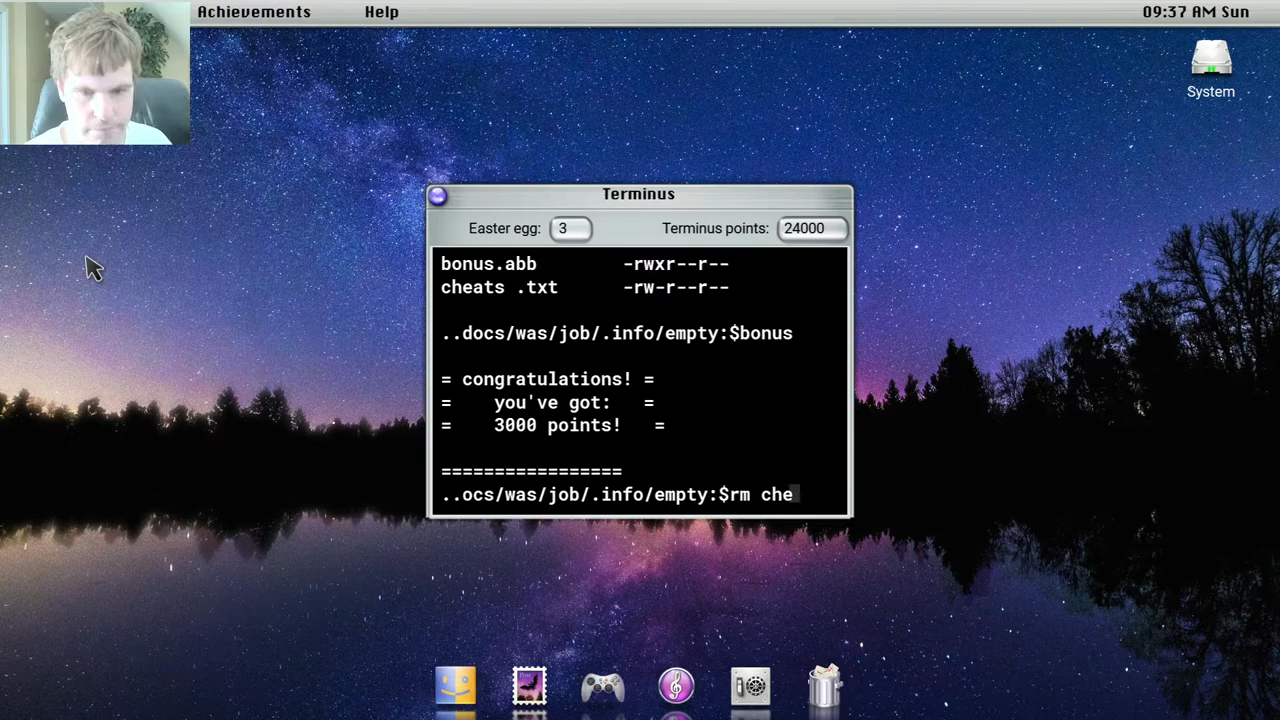 Achievements Help 09:37 AM Sun
System
Terminus
Easter egg: 3 Terminus points: 24000
bonus.abb -rwxr--r--
cheats .txt -rw-r--r--
..docs/was/job/.info/empty:$bonus
= congratulations! =
= you've got: =
= 3000 points! =
=================
..ocs/was/job/.info/empty:$rm che